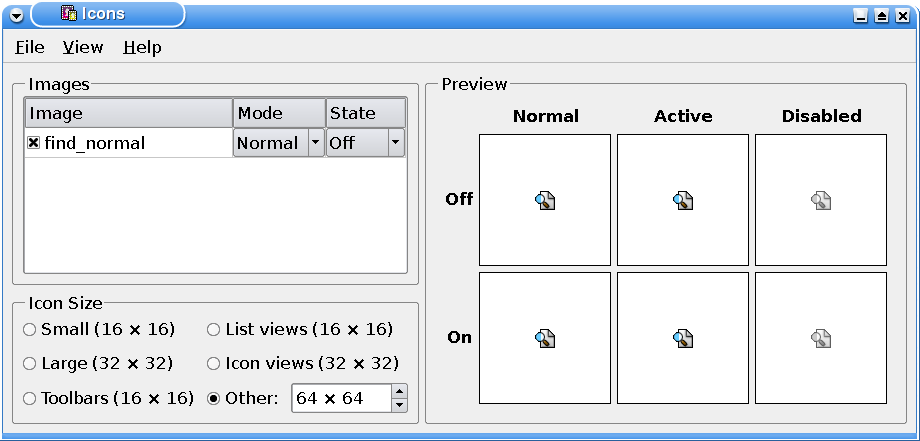 Icons
File View Help
Images
Image Mode State
find_normal Normal Off
Icon Size
Small (16 × 16) List views (16 × 16)
Large (32 × 32) Icon views (32 × 32)
Toolbars (16 × 16) Other: 64 × 64
Preview
Normal Active Disabled
Off
On